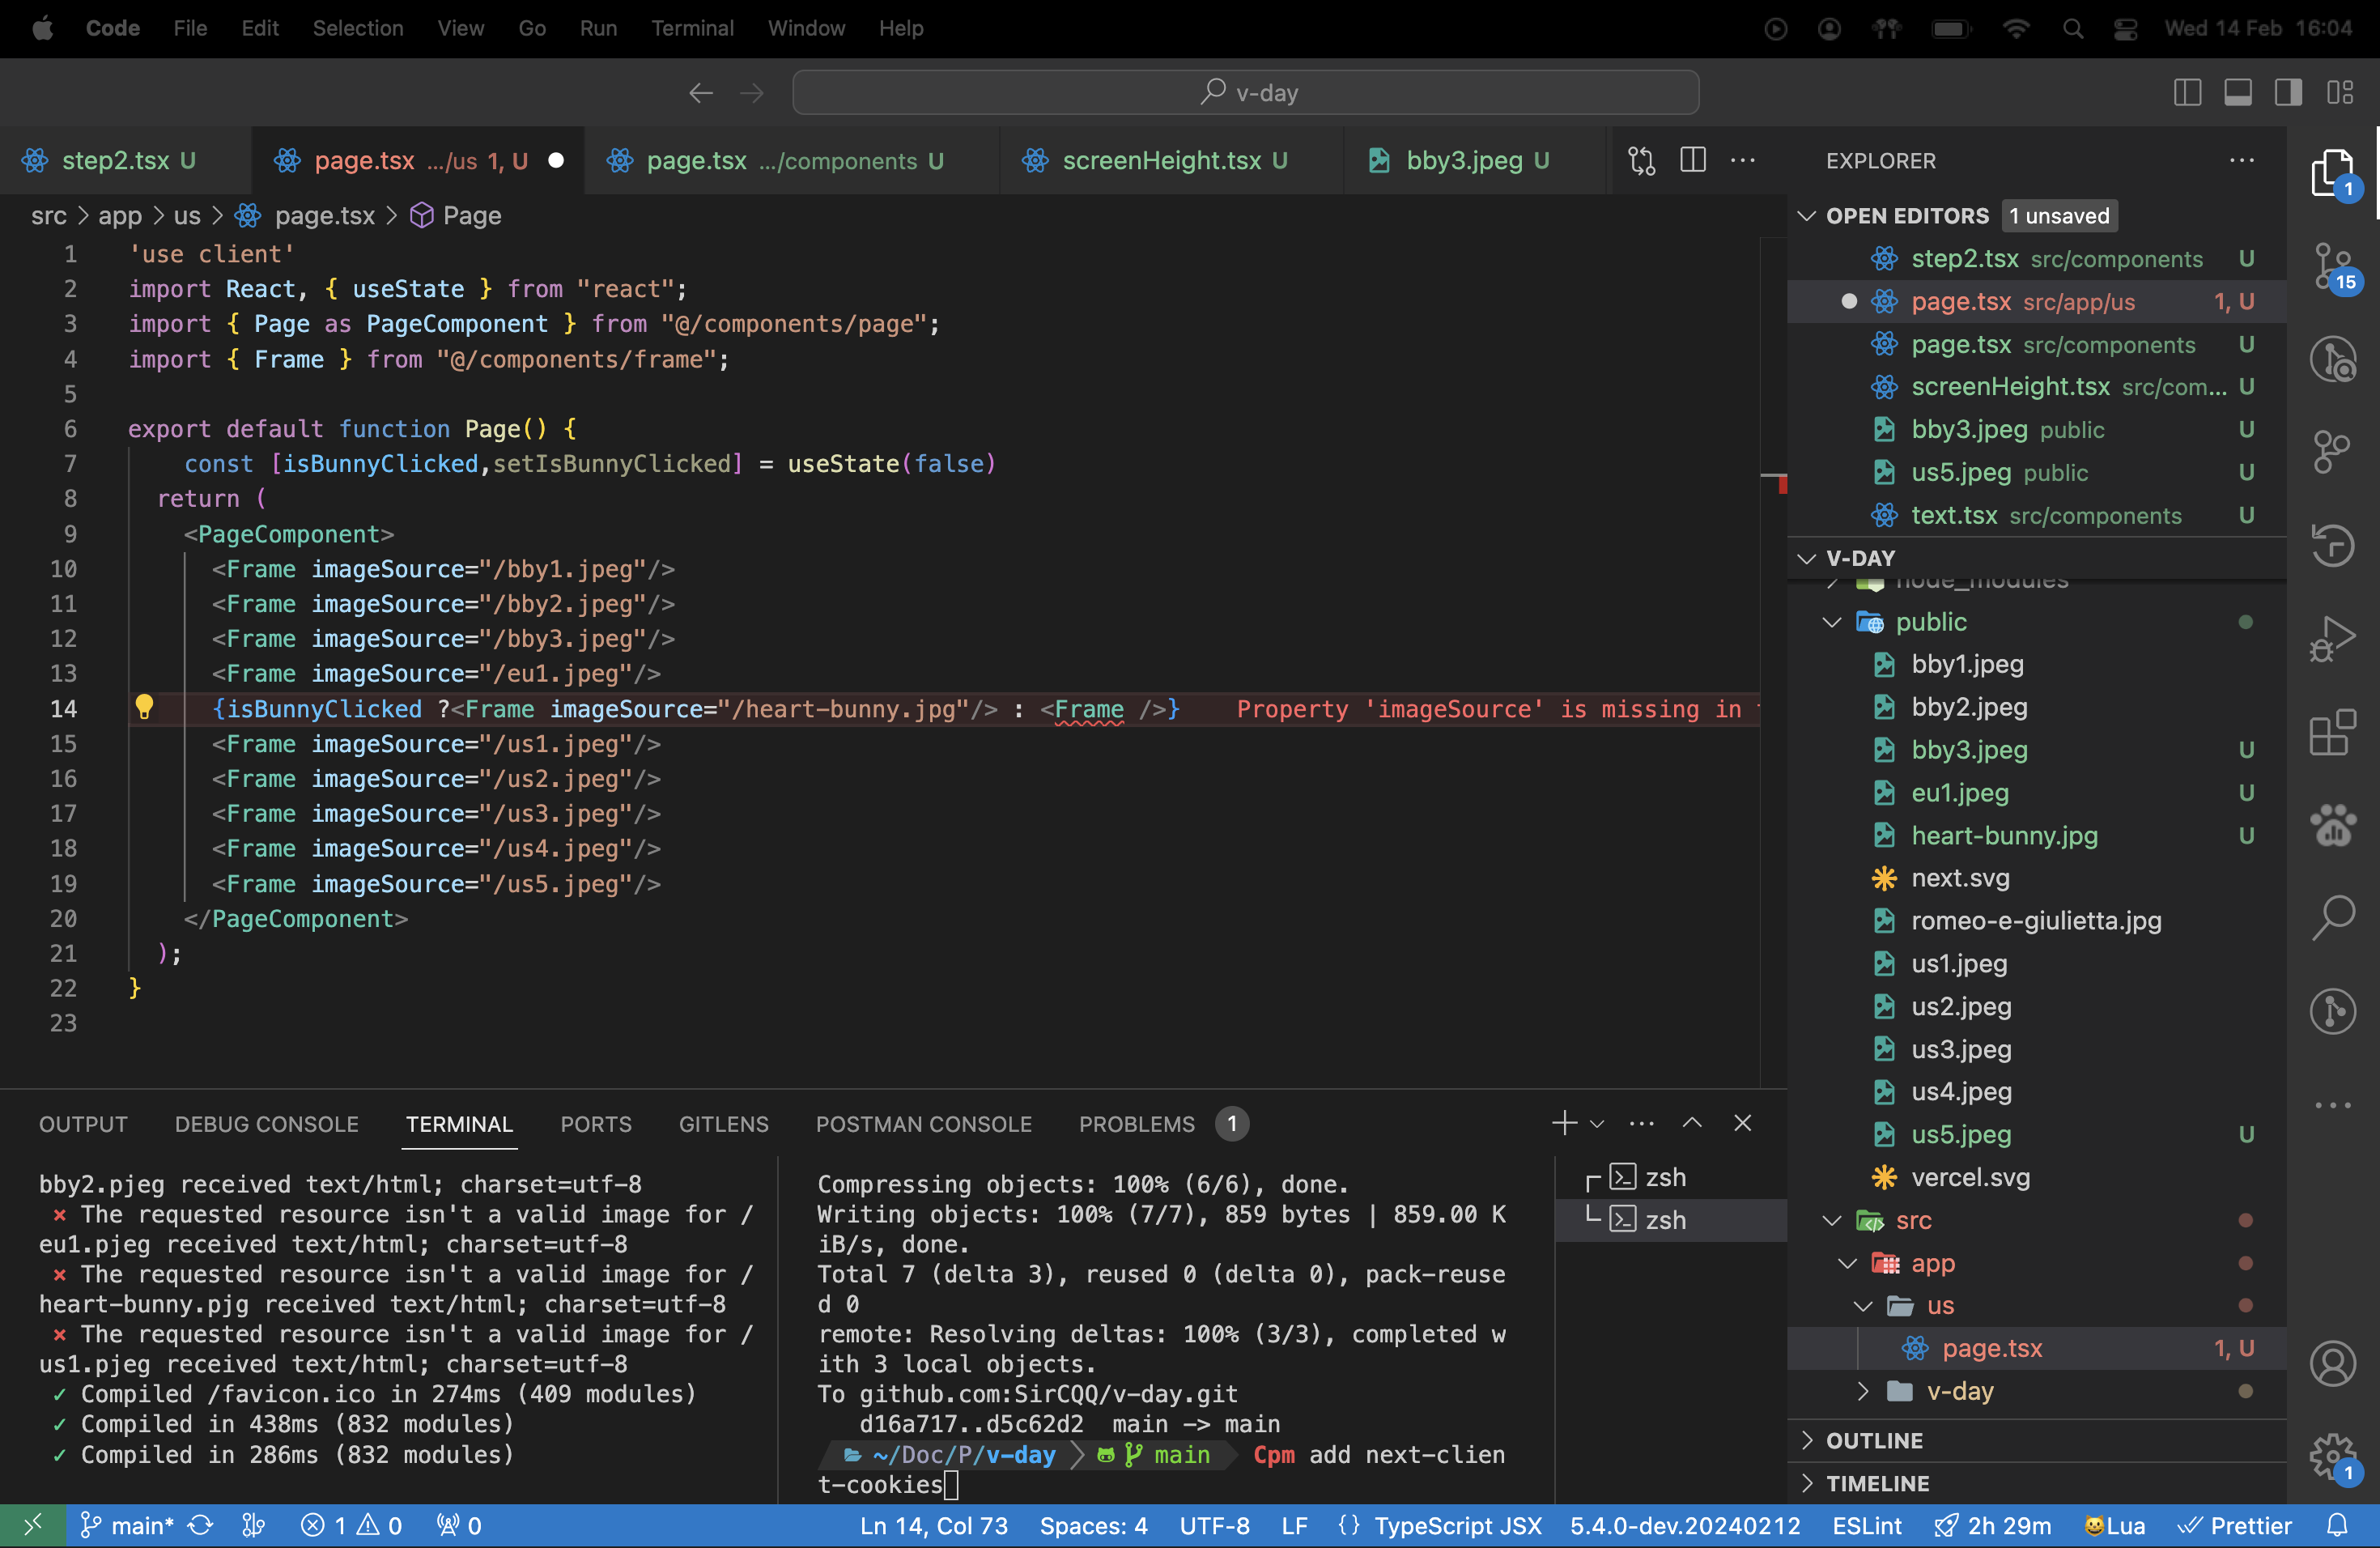 Code File Edit Selection View Go Run Terminal Window Help Wed 14 Feb 16:04
v-day
step2.tsx U page.tsx .../us 1, U page.tsx .../components U screenHeight.tsx U bby3.jpeg U
src > app > us > page.tsx > Page
1 'use client'
2 import React, { useState } from "react";
3 import { Page as PageComponent } from "@/components/page";
4 import { Frame } from "@/components/frame";
5
6 export default function Page() {
7 const [isBunnyClicked,setIsBunnyClicked] = useState(false)
8 return (
9 <PageComponent>
10 <Frame imageSource="/bby1.jpeg"/>
11 <Frame imageSource="/bby2.jpeg"/>
12 <Frame imageSource="/bby3.jpeg"/>
13 <Frame imageSource="/eu1.jpeg"/>
14 {isBunnyClicked ?<Frame imageSource="/heart-bunny.jpg"/> : <Frame />} Property 'imageSource' is missing in
15 <Frame imageSource="/us1.jpeg"/>
16 <Frame imageSource="/us2.jpeg"/>
17 <Frame imageSource="/us3.jpeg"/>
18 <Frame imageSource="/us4.jpeg"/>
19 <Frame imageSource="/us5.jpeg"/>
20 </PageComponent>
21 );
22 }
23
OUTPUT DEBUG CONSOLE TERMINAL PORTS GITLENS POSTMAN CONSOLE PROBLEMS 1
bby2.pjeg received text/html; charset=utf-8
⨯ The requested resource isn't a valid image for /
eu1.pjeg received text/html; charset=utf-8
⨯ The requested resource isn't a valid image for /
heart-bunny.pjg received text/html; charset=utf-8
⨯ The requested resource isn't a valid image for /
us1.pjeg received text/html; charset=utf-8
✓ Compiled /favicon.ico in 274ms (409 modules)
✓ Compiled in 438ms (832 modules)
✓ Compiled in 286ms (832 modules)
Compressing objects: 100% (6/6), done.
Writing objects: 100% (7/7), 859 bytes | 859.00 K
iB/s, done.
Total 7 (delta 3), reused 0 (delta 0), pack-reuse
d 0
remote: Resolving deltas: 100% (3/3), completed w
ith 3 local objects.
To github.com:SirCQQ/v-day.git
d16a717..d5c62d2 main -> main
~/Doc/P/v-day main Cpm add next-clien
t-cookies
zsh
zsh
EXPLORER
OPEN EDITORS 1 unsaved
step2.tsx src/components U
page.tsx src/app/us 1, U
page.tsx src/components U
screenHeight.tsx src/com... U
bby3.jpeg public U
us5.jpeg public U
text.tsx src/components U
V-DAY
node_modules
public
bby1.jpeg
bby2.jpeg
bby3.jpeg U
eu1.jpeg U
heart-bunny.jpg U
next.svg
romeo-e-giulietta.jpg
us1.jpeg
us2.jpeg
us3.jpeg
us4.jpeg
us5.jpeg U
vercel.svg
src
app
us
page.tsx 1, U
v-day
OUTLINE
TIMELINE
1
15
1
main* 1 0 0 Ln 14, Col 73 Spaces: 4 UTF-8 LF {} TypeScript JSX 5.4.0-dev.20240212 ESLint 2h 29m Lua Prettier